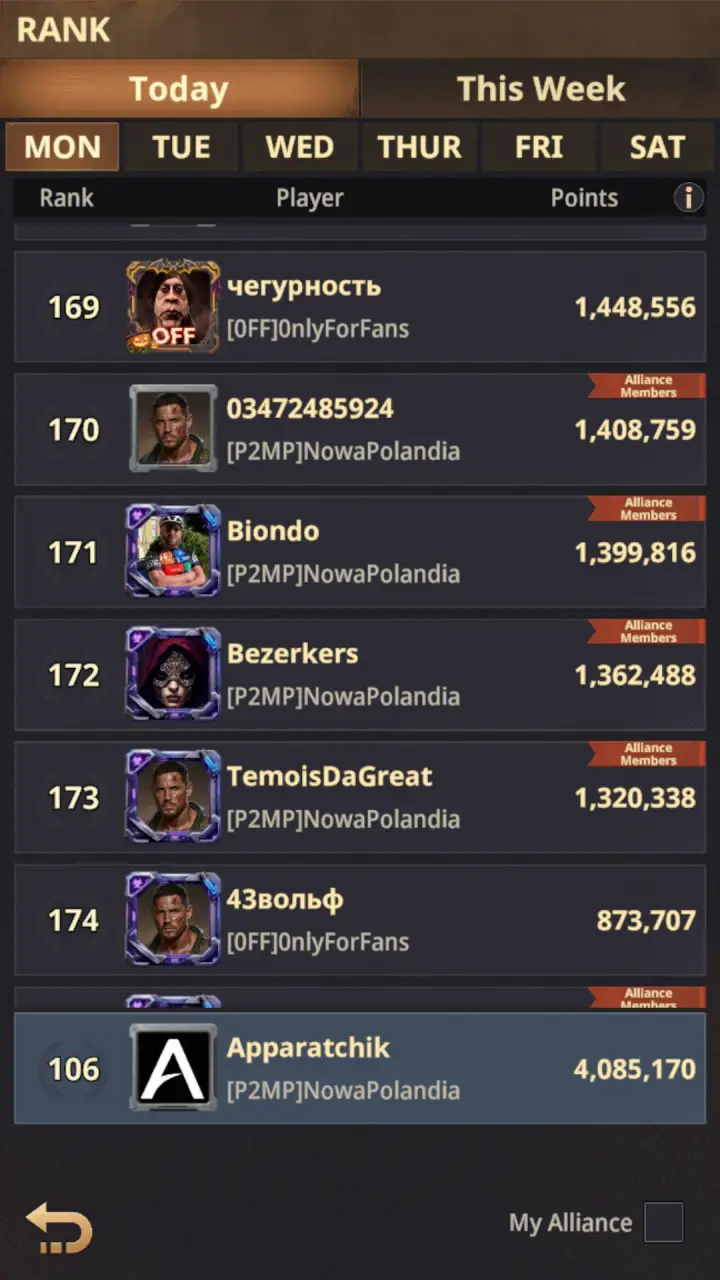 RANK
Today
This Week
MON
TUE
WED
THUR
FRI
SAT
Rank
Player
Points
169
OFF
чегурность
[0FF]0nlyForFans
1,448,556
Alliance
Members
170
03472485924
[P2MP]NowaPolandia
1,408,759
Alliance
Members
171
Biondo
[P2MP]NowaPolandia
1,399,816
Alliance
Members
172
Bezerkers
[P2MP]NowaPolandia
1,362,488
Alliance
Members
173
TemoisDaGreat
[P2MP]NowaPolandia
1,320,338
174
43вольф
[0FF]0nlyForFans
873,707
Alliance
Members
106
Apparatchik
[P2MP]NowaPolandia
4,085,170
My Alliance